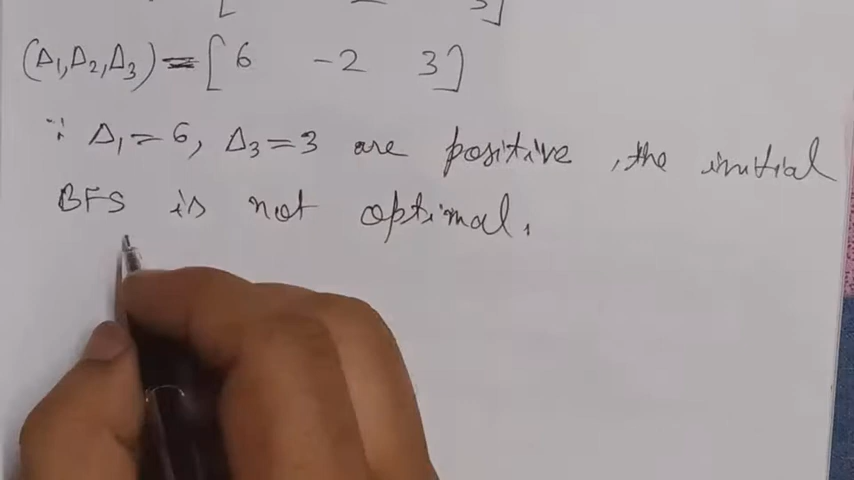 (Δ₁,Δ₂,Δ₃) = [6 -2 3]
∵ Δ₁ = 6, Δ₃ = 3 are positive, the initial
BFS is not optimal.